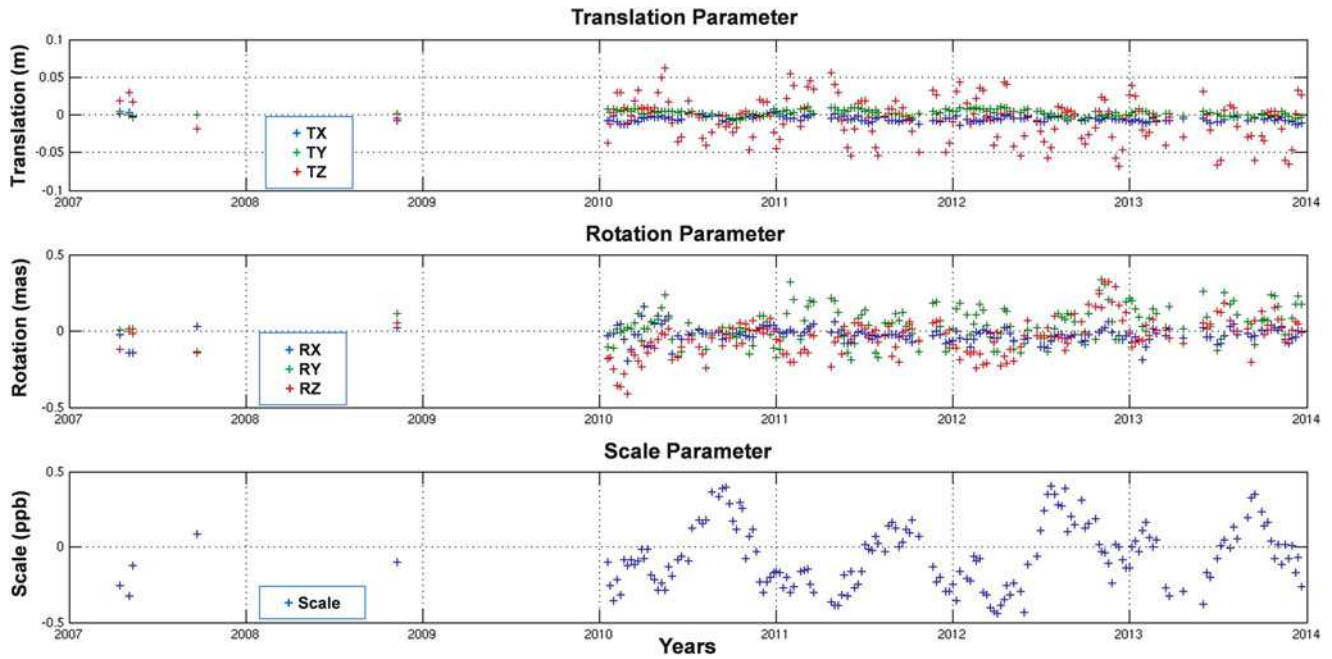 Translation Parameter
Translation (m)
0.1
0.05
0
-0.05
-0.1
TX
TY
TZ
2007 2008 2009 2010 2011 2012 2013 2014
Rotation Parameter
Rotation (mas)
0.5
0
-0.5
RX
RY
RZ
2007 2008 2009 2010 2011 2012 2013 2014
Scale Parameter
Scale (ppb)
0.5
0
-0.5
Scale
2007 2008 2009 2010 2011 2012 2013 2014
Years